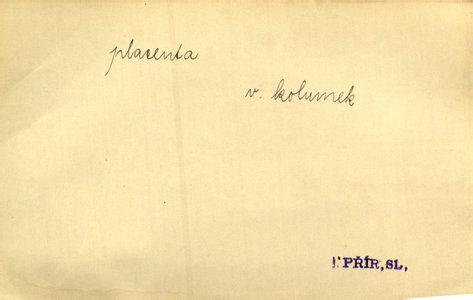 placenta
v. kolumek
PŘÍR, SL,